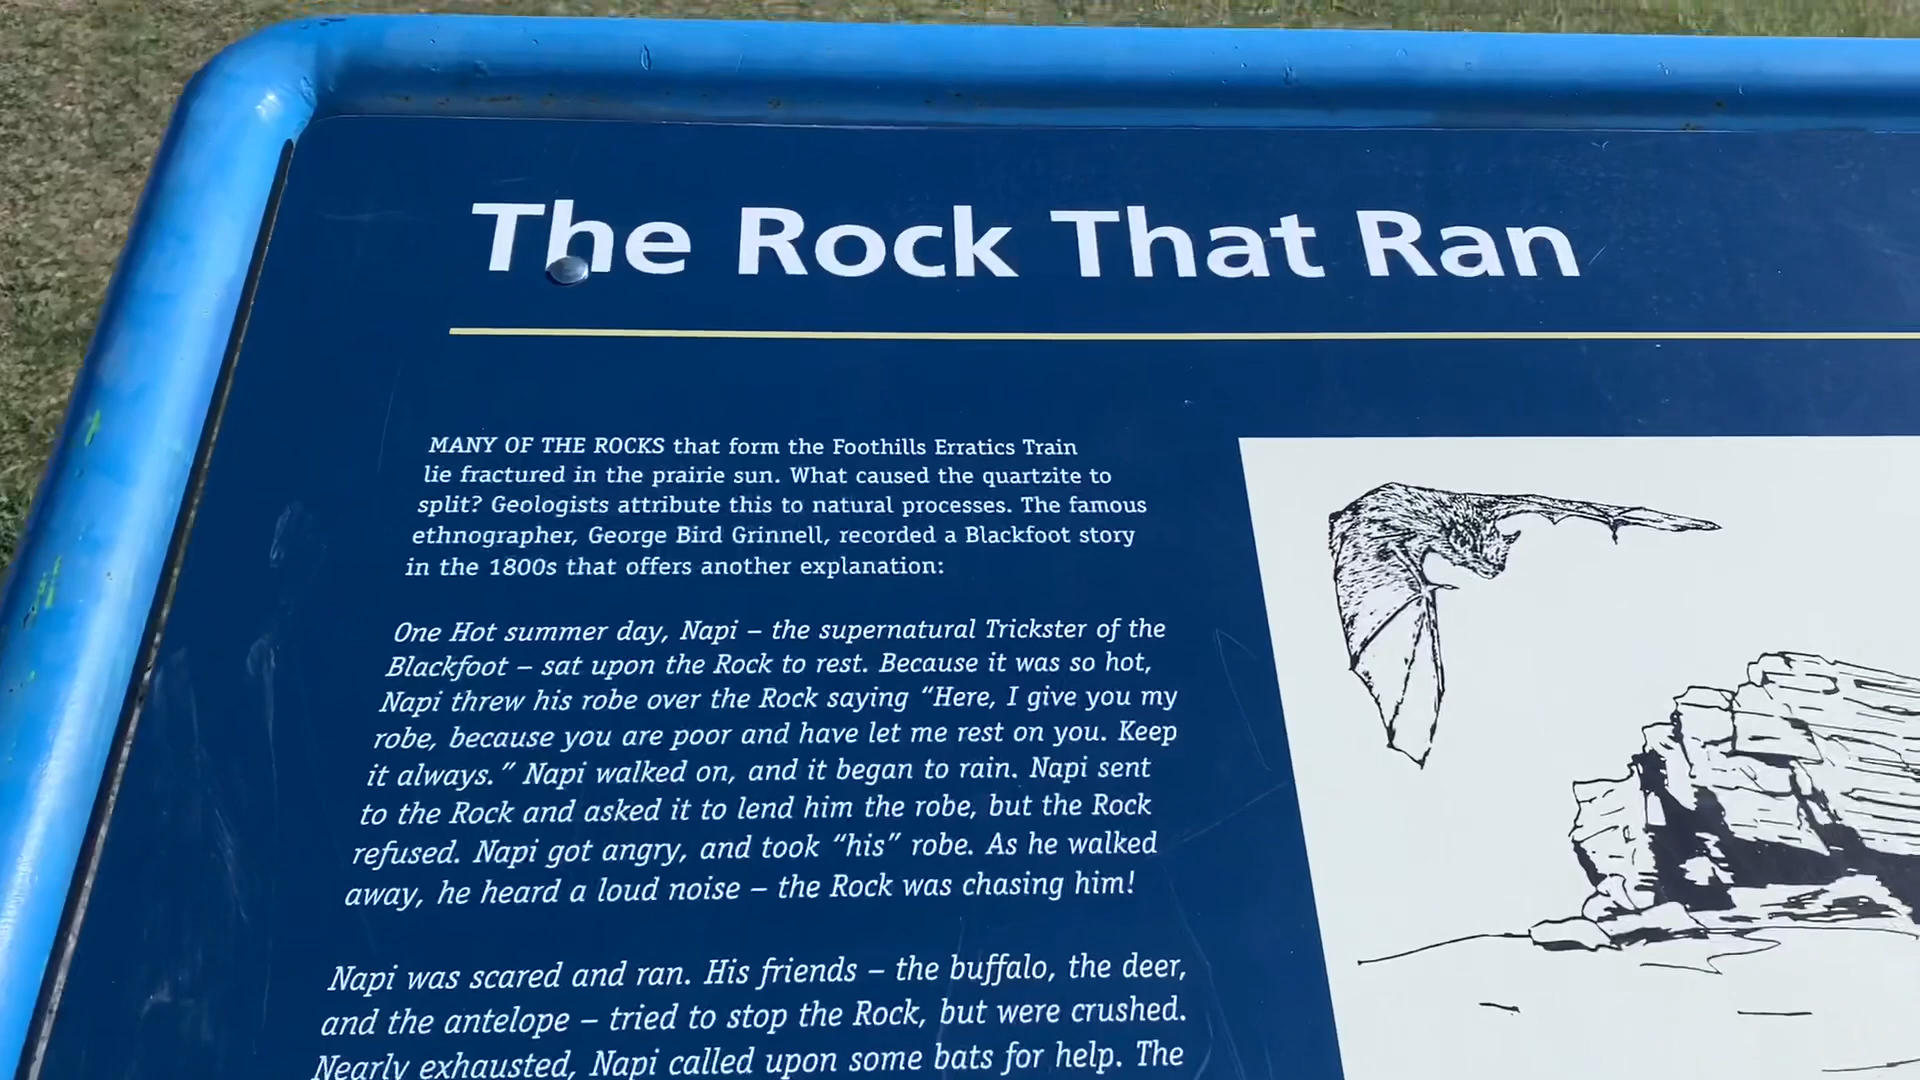 The Rock That Ran
MANY OF THE ROCKS that form the Foothills Erratics Train
lie fractured in the prairie sun. What caused the quartzite to
split? Geologists attribute this to natural processes. The famous
ethnographer, George Bird Grinnell, recorded a Blackfoot story
in the 1800s that offers another explanation:
One Hot summer day, Napi – the supernatural Trickster of the
Blackfoot – sat upon the Rock to rest. Because it was so hot,
Napi threw his robe over the Rock saying “Here, I give you my
robe, because you are poor and have let me rest on you. Keep
it always.” Napi walked on, and it began to rain. Napi sent
to the Rock and asked it to lend him the robe, but the Rock
refused. Napi got angry, and took “his” robe. As he walked
away, he heard a loud noise – the Rock was chasing him!
Napi was scared and ran. His friends – the buffalo, the deer,
and the antelope – tried to stop the Rock, but were crushed.
Nearly exhausted, Napi called upon some bats for help. The